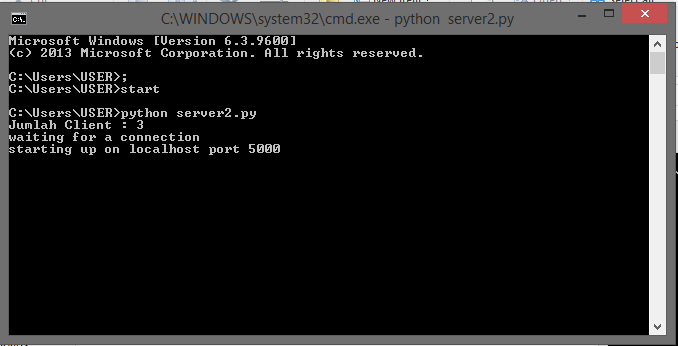 C:\WINDOWS\system32\cmd.exe - python server2.py
Microsoft Windows [Version 6.3.9600]
(c) 2013 Microsoft Corporation. All rights reserved.
C:\Users\USER>;
C:\Users\USER>start
C:\Users\USER>python server2.py
Jumlah Client : 3
waiting for a connection
starting up on localhost port 5000